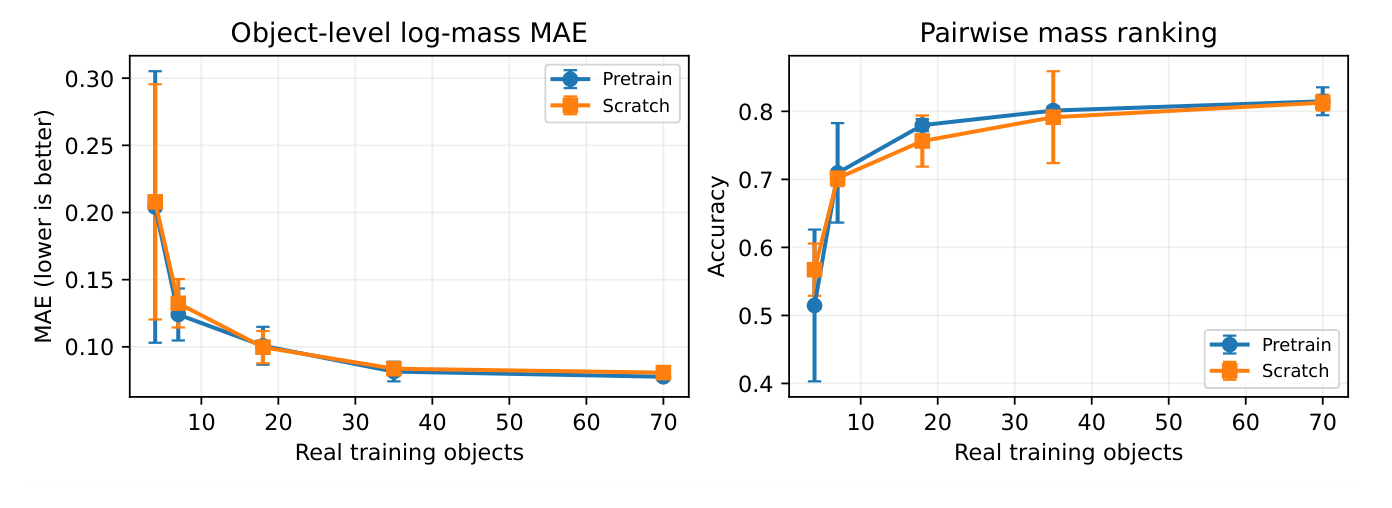 Object-level log-mass MAE
MAE (lower is better)
0.30
0.25
0.20
0.15
0.10
Pretrain
Scratch
10 20 30 40 50 60 70
Real training objects
Pairwise mass ranking
Accuracy
0.8
0.7
0.6
0.5
0.4
Pretrain
Scratch
10 20 30 40 50 60 70
Real training objects